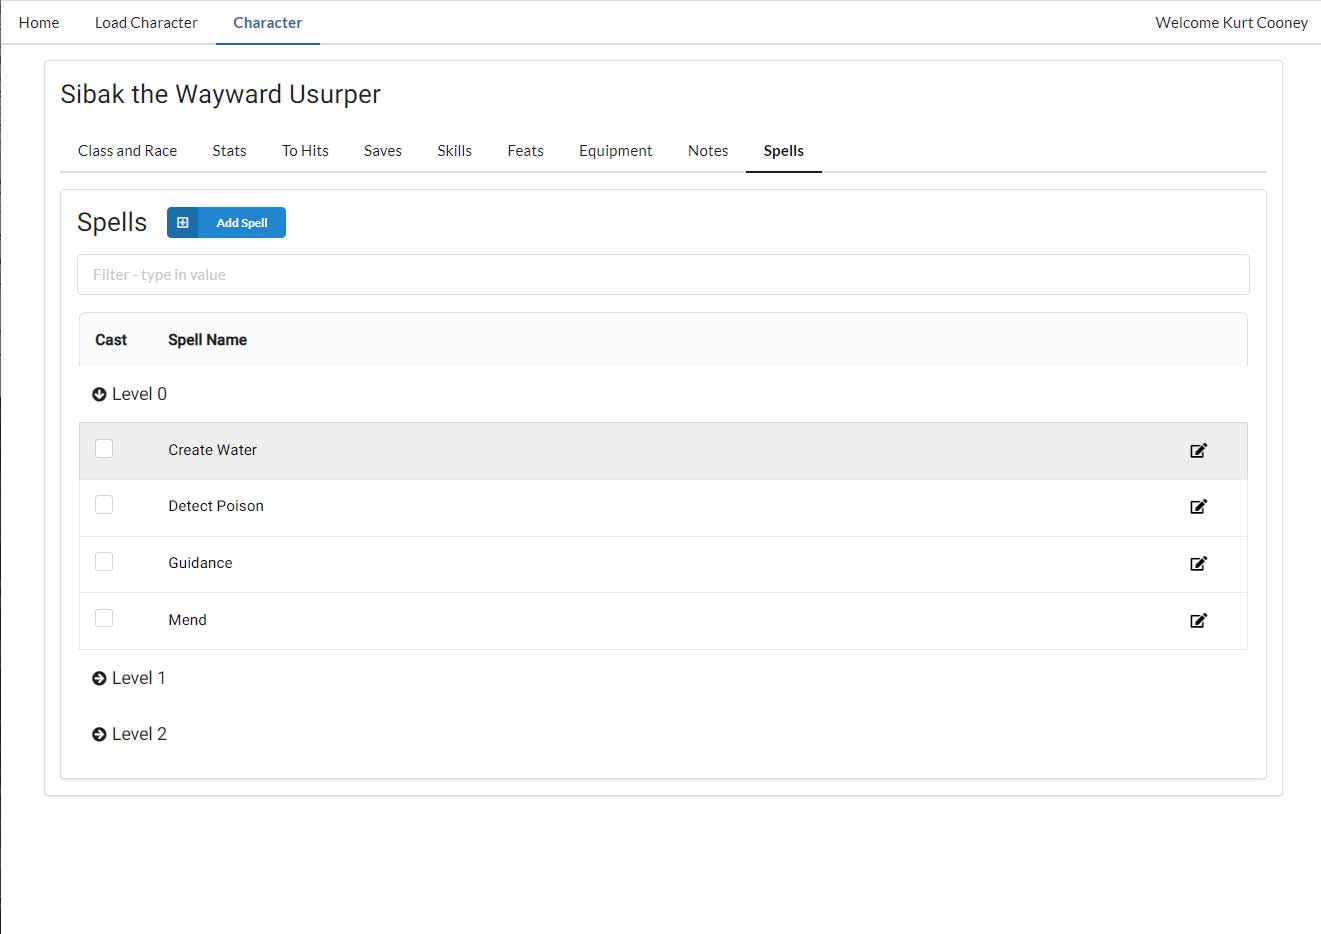 Home Load Character Character Welcome Kurt Cooney
Sibak the Wayward Usurper
Class and Race Stats To Hits Saves Skills Feats Equipment Notes Spells
Spells Add Spell
Filter - type in value
Cast Spell Name
Level 0
Create Water
Detect Poison
Guidance
Mend
Level 1
Level 2